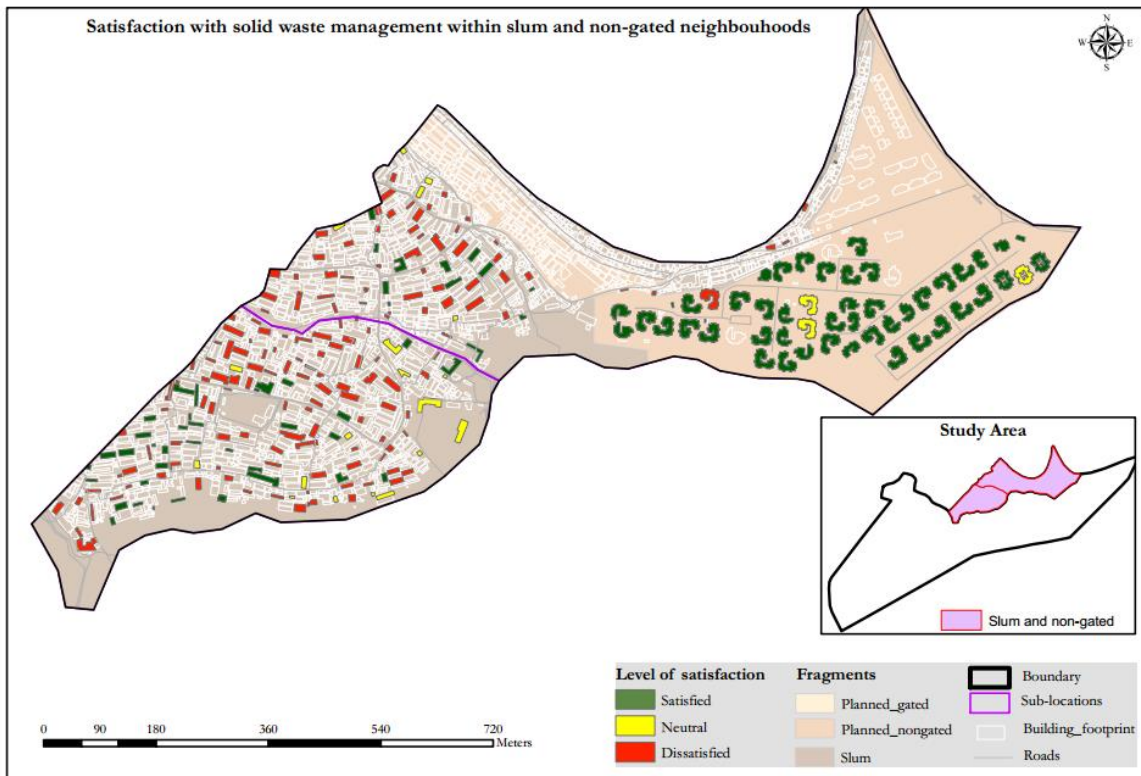 Satisfaction with solid waste management within slum and non-gated neighbouhoods
N
W E
S
Study Area
Slum and non-gated
Level of satisfaction
Satisfied
Neutral
Dissatisfied
Fragments
Planned_gated
Planned_nongated
Slum
Boundary
Sub-locations
Building_footprint
Roads
0 90 180 360 540 720
Meters